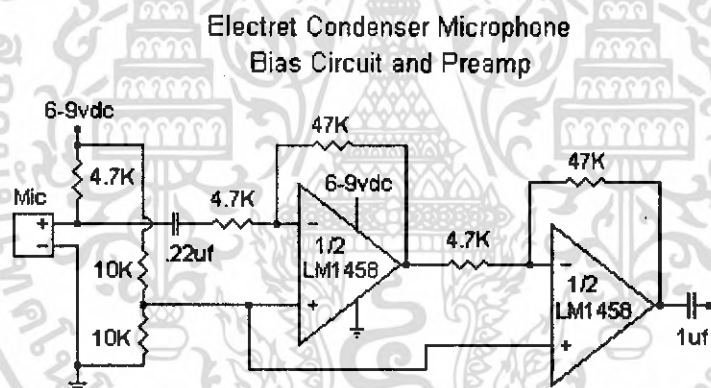 Electret Condenser Microphone
Bias Circuit and Preamp
6-9vdc
47K
47K
4.7K
6-9vdc
Mic
4.7K
+
-
.22uf
-
1/2
LM1458
+
4.7K
-
1/2
LM1458
+
10K
10K
1uf